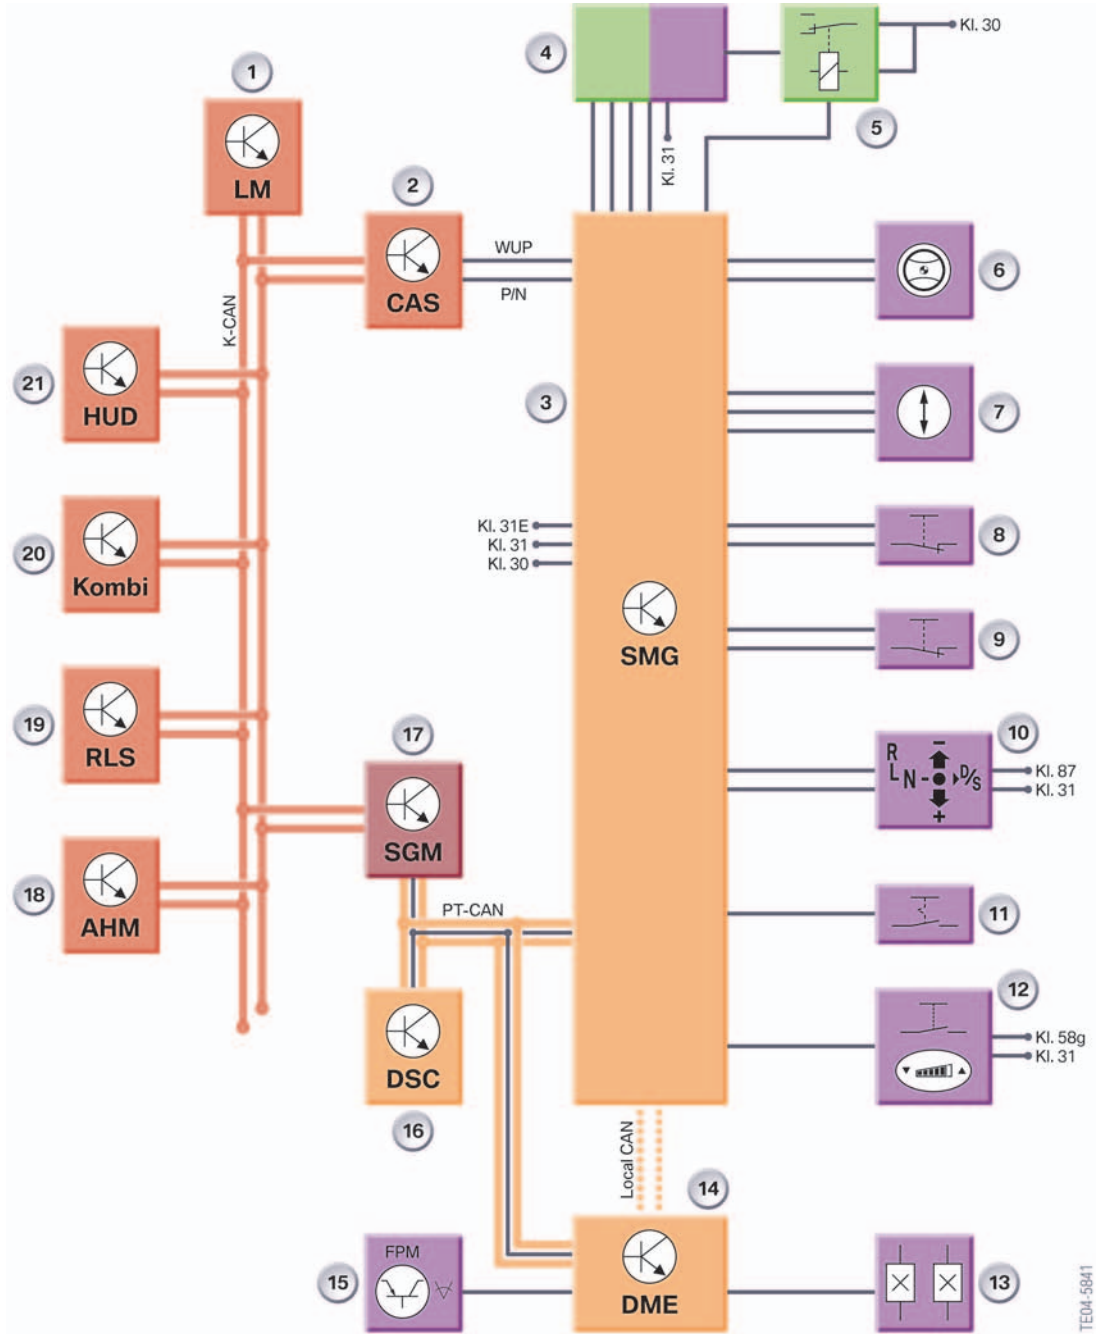 4
Kl. 30
5
Kl. 31
1
LM
2
CAS
WUP
P/N
6
K-CAN
21
HUD
3
7
20
Kombi
Kl. 31E
Kl. 31
Kl. 30
8
SMG
9
19
RLS
17
SGM
10
R
L N - D/S
-
+
Kl. 87
Kl. 31
18
AHM
PT-CAN
11
12
Kl. 58g
Kl. 31
DSC
16
Local CAN
14
FPM
15
DME
13
TE04-5841